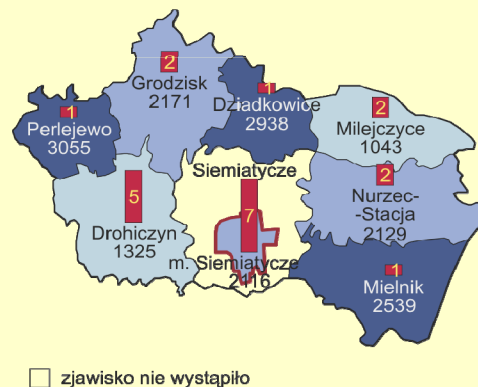 2
Grodzisk
2171
1
Dziadkowice
2938
1
Perlejewo
3055
2
Milejczyce
1043
Siemiatycze
5
Drohiczyn
1325
7
m. Siemiatycze
2116
2
Nurzec-
-Stacja
2129
1
Mielnik
2539
zjawisko nie wystąpiło